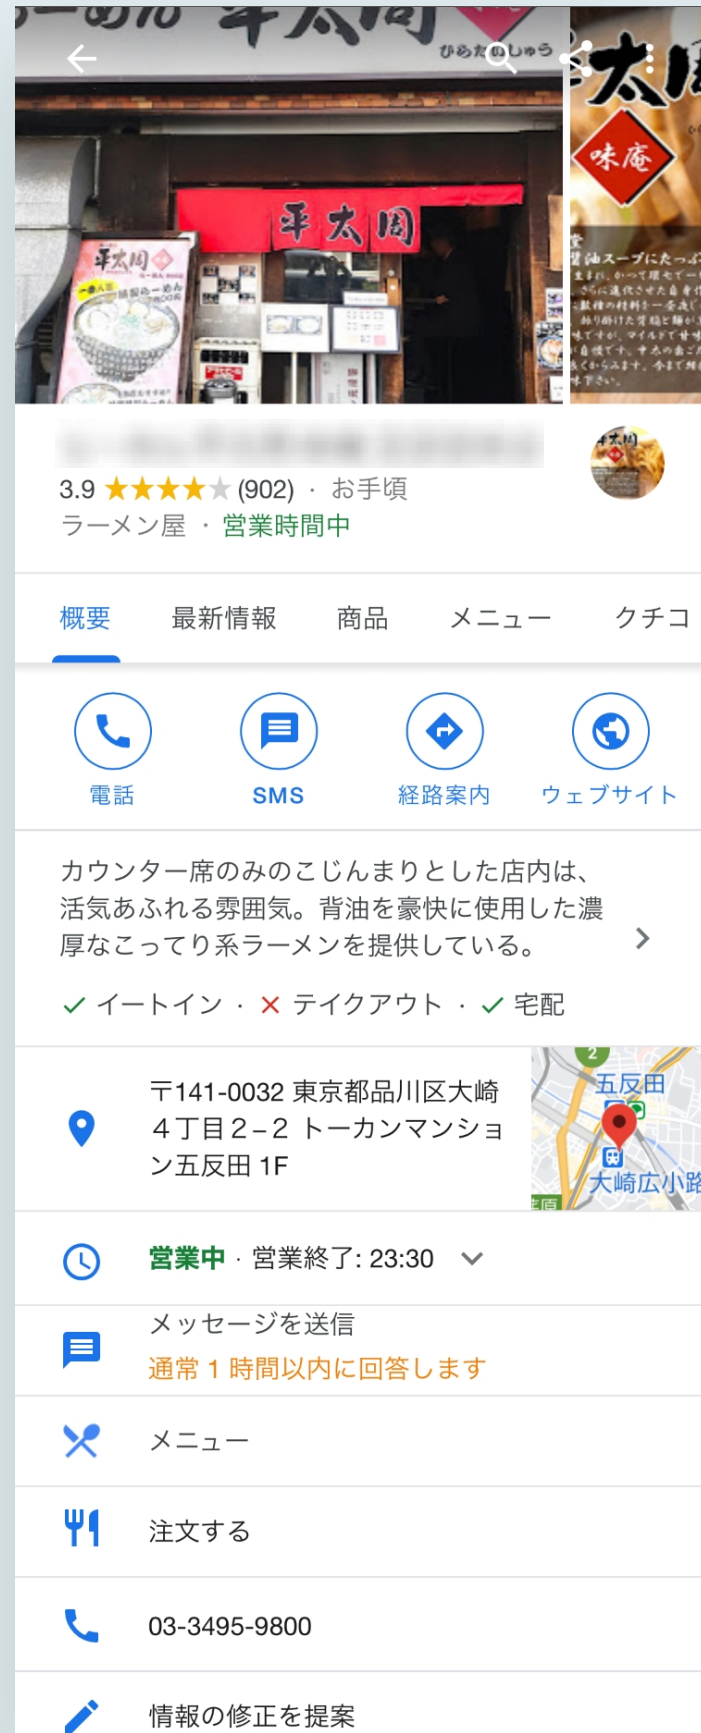 らーめん 平太周
ひらたいしゅう
平太周
平太周
味庵
3.9 (902) · お手頃
ラーメン屋 · 営業時間中
概要 最新情報 商品 メニュー クチコ
電話 SMS 経路案内 ウェブサイト
カウンター席のみのこじんまりとした店内は、
活気あふれる雰囲気。背油を豪快に使用した濃
厚なこってり系ラーメンを提供している。
イートイン · テイクアウト · 宅配
〒141-0032 東京都品川区大崎
４丁目２−２ トーカンマンショ
ン五反田 1F
2
五反田
大崎広小路
営業中 · 営業終了: 23:30
メッセージを送信
通常 1 時間以内に回答します
メニュー
注文する
03-3495-9800
情報の修正を提案